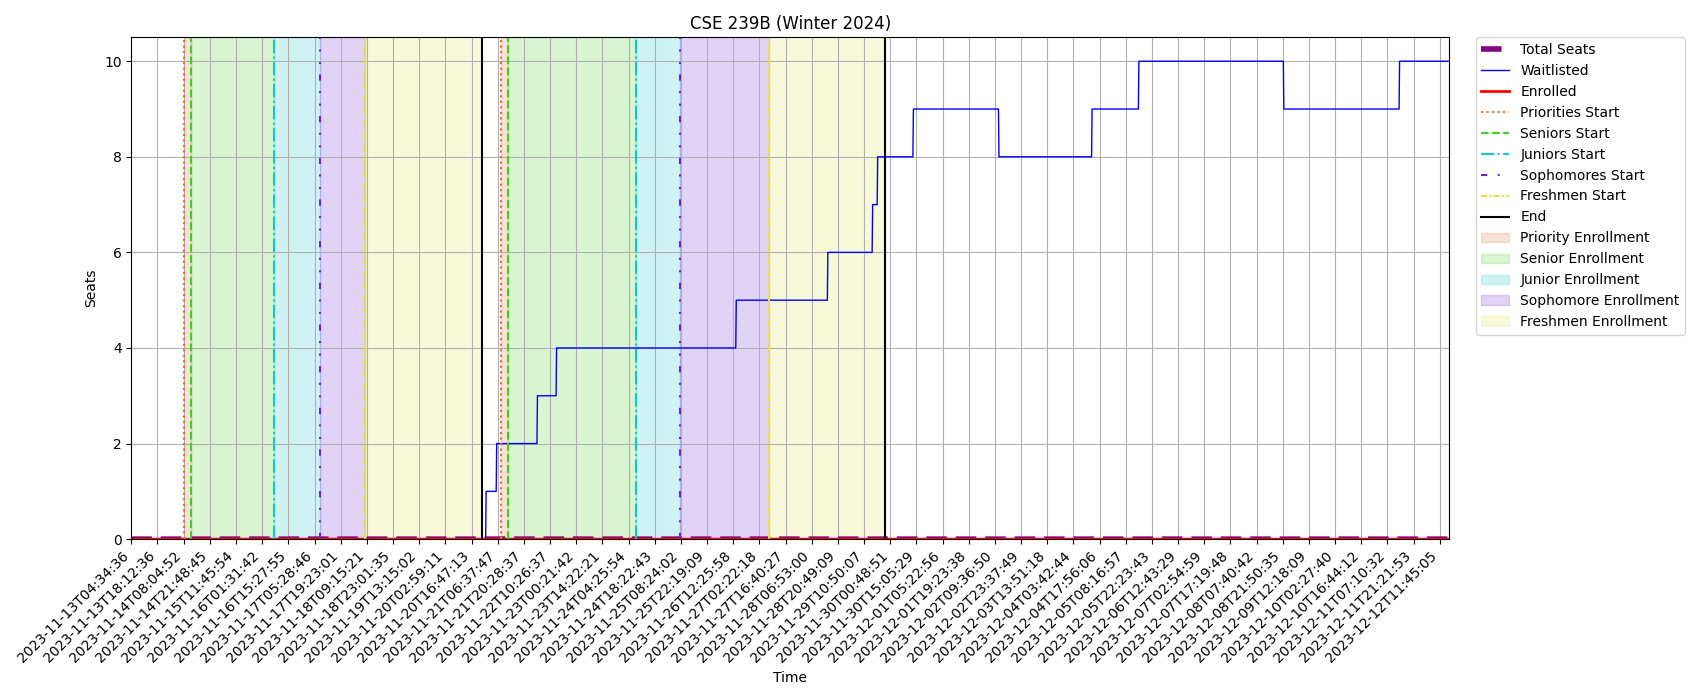 CSE 239B (Winter 2024)
Total Seats
Waitlisted
Enrolled
Priorities Start
Seniors Start
Juniors Start
Sophomores Start
Freshmen Start
End
Priority Enrollment
Senior Enrollment
Junior Enrollment
Sophomore Enrollment
Freshmen Enrollment
Seats
10
8
6
4
2
0
2023-11-13T04:34:36
2023-11-13T18:12:36
2023-11-14T08:04:52
2023-11-14T21:48:45
2023-11-15T11:45:54
2023-11-16T01:31:42
2023-11-16T15:27:55
2023-11-17T05:28:46
2023-11-17T19:23:01
2023-11-18T09:15:21
2023-11-18T23:01:35
2023-11-19T13:15:02
2023-11-20T02:59:11
2023-11-20T16:47:13
2023-11-21T06:37:47
2023-11-21T20:28:37
2023-11-22T10:26:37
2023-11-23T00:21:42
2023-11-23T14:22:21
2023-11-24T04:25:54
2023-11-24T18:22:43
2023-11-25T08:24:02
2023-11-25T22:19:09
2023-11-26T12:25:58
2023-11-27T02:22:18
2023-11-27T16:40:27
2023-11-28T06:53:00
2023-11-28T20:49:09
2023-11-29T10:50:07
2023-11-30T00:48:51
2023-11-30T15:05:29
2023-12-01T05:22:56
2023-12-01T19:23:38
2023-12-02T09:36:50
2023-12-02T23:37:49
2023-12-03T13:51:18
2023-12-04T03:42:44
2023-12-04T17:56:06
2023-12-05T08:16:57
2023-12-05T22:23:43
2023-12-06T12:43:29
2023-12-07T02:54:59
2023-12-07T17:19:48
2023-12-08T07:40:42
2023-12-08T21:50:35
2023-12-09T12:18:09
2023-12-10T02:27:40
2023-12-10T16:44:12
2023-12-11T07:10:32
2023-12-11T21:21:53
2023-12-12T11:45:05
Time